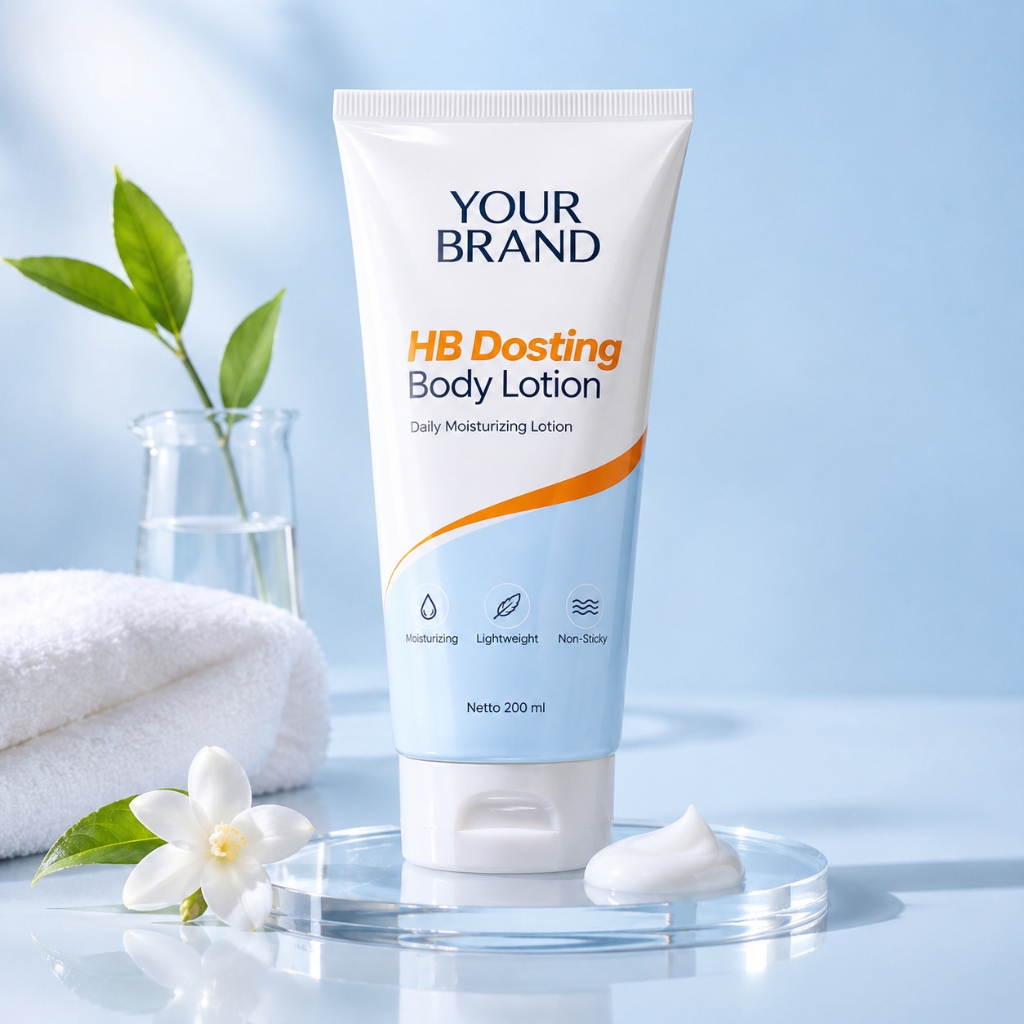 YOUR
BRAND
HB Dosting
Body Lotion
Daily Moisturizing Lotion
Moisturizing
Lightweight
Non-Sticky
Netto 200 ml